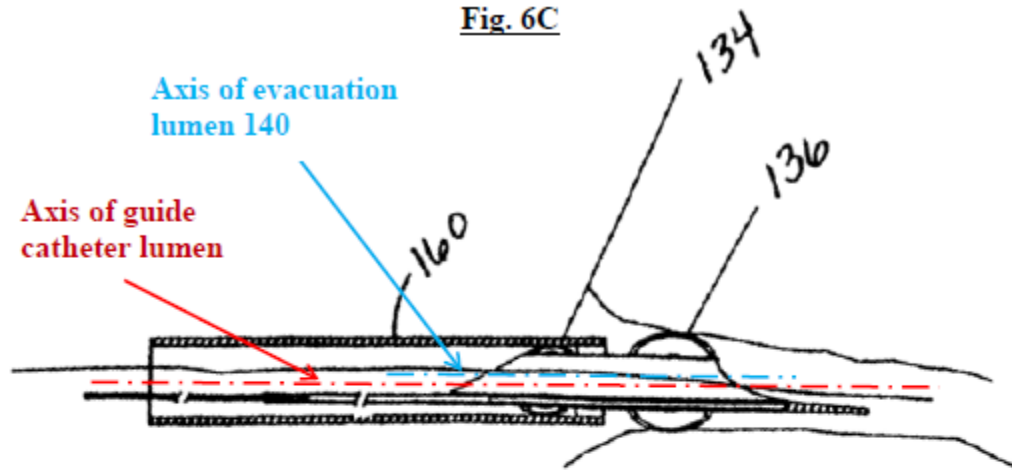 Fig. 6C
134
Axis of evacuation
lumen 140
136
Axis of guide
catheter lumen
160